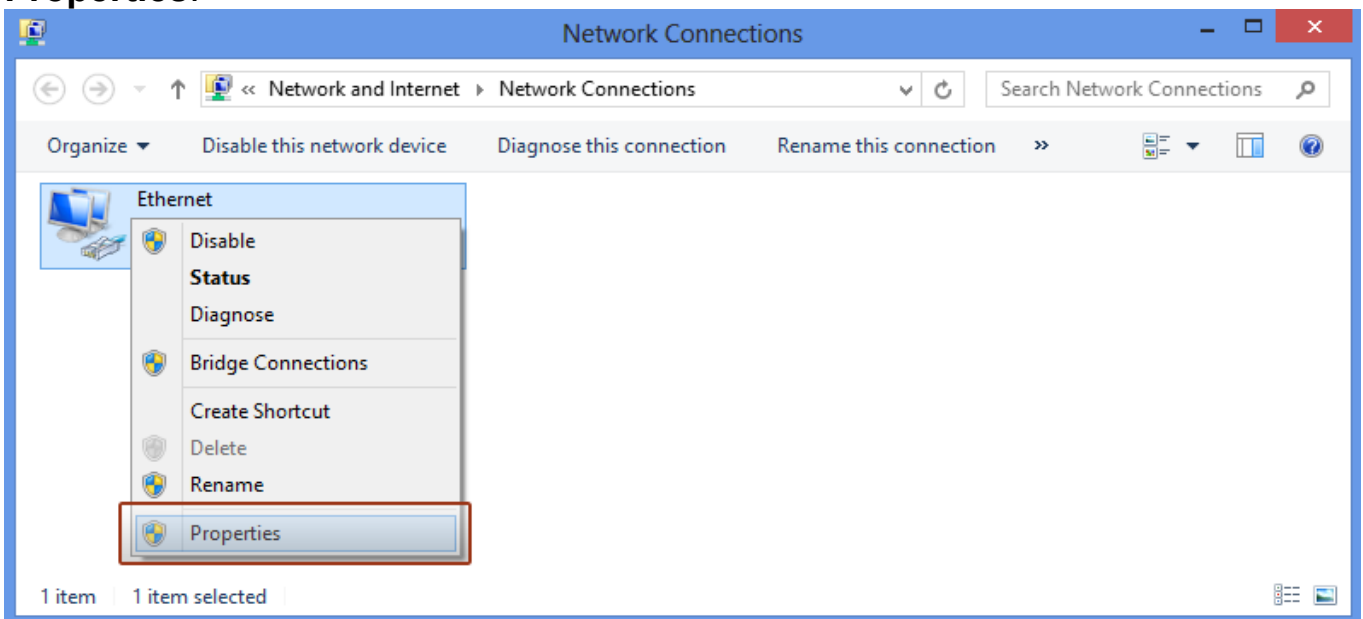 Properties.
Network Connections
« Network and Internet ▸ Network Connections
Search Network Connections
Organize ▾ Disable this network device Diagnose this connection Rename this connection »
Ethernet
Disable
Status
Diagnose
Bridge Connections
Create Shortcut
Delete
Rename
Properties
1 item 1 item selected